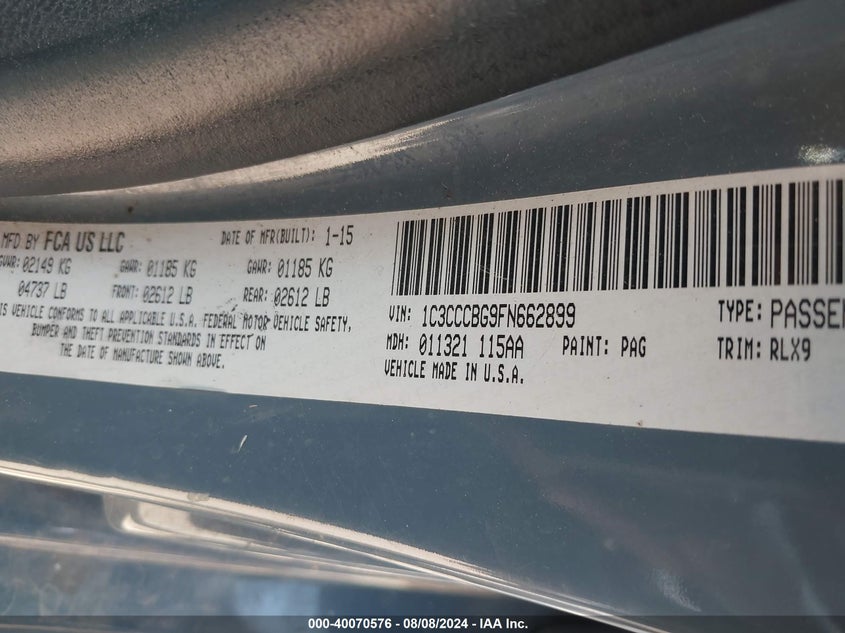 MFD BY FCA US LLC DATE OF MFR(BUILT): 1-15
GVWR: 02149 KG GAWR: 01185 KG GAWR: 01185 KG
04737 LB FRONT: 02612 LB REAR: 02612 LB
VEHICLE CONFORMS TO ALL APPLICABLE U.S.A. FEDERAL MOTOR VEHICLE SAFETY,
BUMPER AND THEFT PREVENTION STANDARDS IN EFFECT ON
THE DATE OF MANUFACTURE SHOWN ABOVE.
VIN: 1C3CCCBG9FN662899 TYPE: PASSEN
MDH: 011321 115AA PAINT: PAG TRIM: RLX9
VEHICLE MADE IN U.S.A.
000-40070576 - 08/08/2024 - IAA Inc.